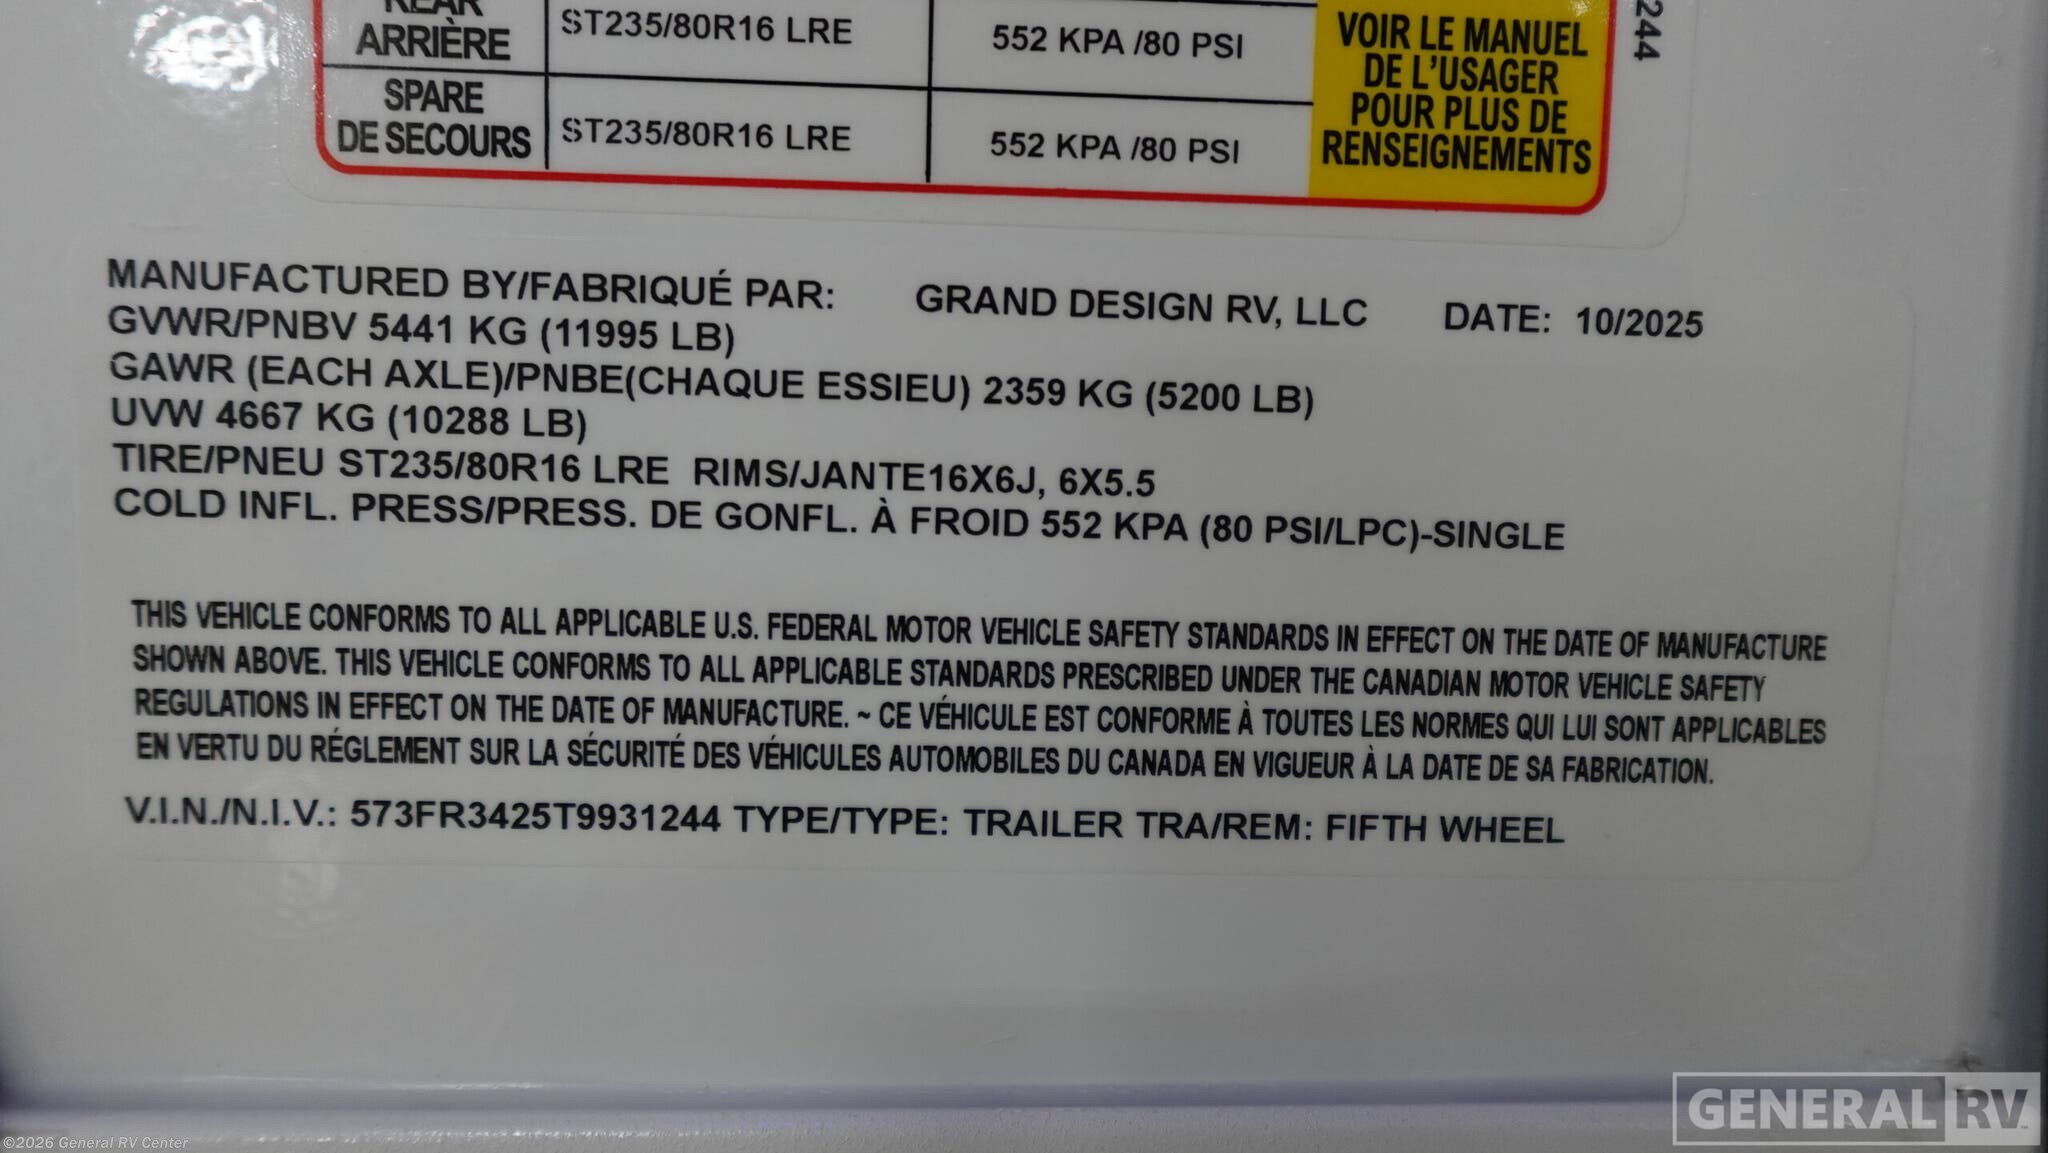 REAR
ARRIÈRE
ST235/80R16 LRE
552 KPA /80 PSI
SPARE
DE SECOURS
ST235/80R16 LRE
552 KPA /80 PSI
VOIR LE MANUEL
DE L'USAGER
POUR PLUS DE
RENSEIGNEMENTS
244
MANUFACTURED BY/FABRIQUÉ PAR: GRAND DESIGN RV, LLC DATE: 10/2025
GVWR/PNBV 5441 KG (11995 LB)
GAWR (EACH AXLE)/PNBE(CHAQUE ESSIEU) 2359 KG (5200 LB)
UVW 4667 KG (10288 LB)
TIRE/PNEU ST235/80R16 LRE RIMS/JANTE16X6J, 6X5.5
COLD INFL. PRESS/PRESS. DE GONFL. À FROID 552 KPA (80 PSI/LPC)-SINGLE
THIS VEHICLE CONFORMS TO ALL APPLICABLE U.S. FEDERAL MOTOR VEHICLE SAFETY STANDARDS IN EFFECT ON THE DATE OF MANUFACTURE
SHOWN ABOVE. THIS VEHICLE CONFORMS TO ALL APPLICABLE STANDARDS PRESCRIBED UNDER THE CANADIAN MOTOR VEHICLE SAFETY
REGULATIONS IN EFFECT ON THE DATE OF MANUFACTURE. ~ CE VÉHICULE EST CONFORME À TOUTES LES NORMES QUI LUI SONT APPLICABLES
EN VERTU DU RÉGLEMENT SUR LA SÉCURITÉ DES VÉHICULES AUTOMOBILES DU CANADA EN VIGUEUR À LA DATE DE SA FABRICATION.
V.I.N./N.I.V.: 573FR3425T9931244 TYPE/TYPE: TRAILER TRA/REM: FIFTH WHEEL
GENERAL RV
©2026 General RV Center